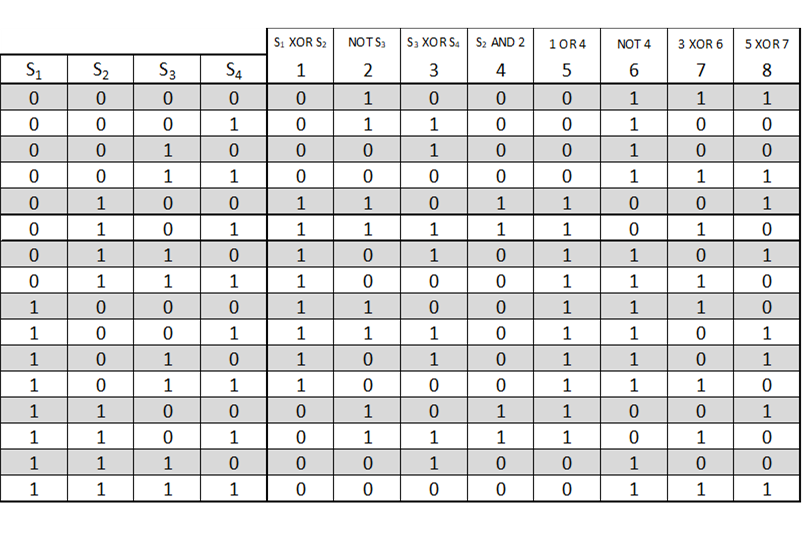 S₁ XOR S₂ NOT S₃ S₃ XOR S₄ S₂ AND 2 1 OR 4 NOT 4 3 XOR 6 5 XOR 7
S₁ S₂ S₃ S₄ 1 2 3 4 5 6 7 8
0 0 0 0 0 1 0 0 0 1 1 1
0 0 0 1 0 1 1 0 0 1 0 0
0 0 1 0 0 0 1 0 0 1 0 0
0 0 1 1 0 0 0 0 0 1 1 1
0 1 0 0 1 1 0 1 1 0 0 1
0 1 0 1 1 1 1 1 1 0 1 0
0 1 1 0 1 0 1 0 1 1 0 1
0 1 1 1 1 0 0 0 1 1 1 0
1 0 0 0 1 1 0 0 1 1 1 0
1 0 0 1 1 1 1 0 1 1 0 1
1 0 1 0 1 0 1 0 1 1 0 1
1 0 1 1 1 0 0 0 1 1 1 0
1 1 0 0 0 1 0 1 1 0 0 1
1 1 0 1 0 1 1 1 1 0 1 0
1 1 1 0 0 0 1 0 0 1 0 0
1 1 1 1 0 0 0 0 0 1 1 1